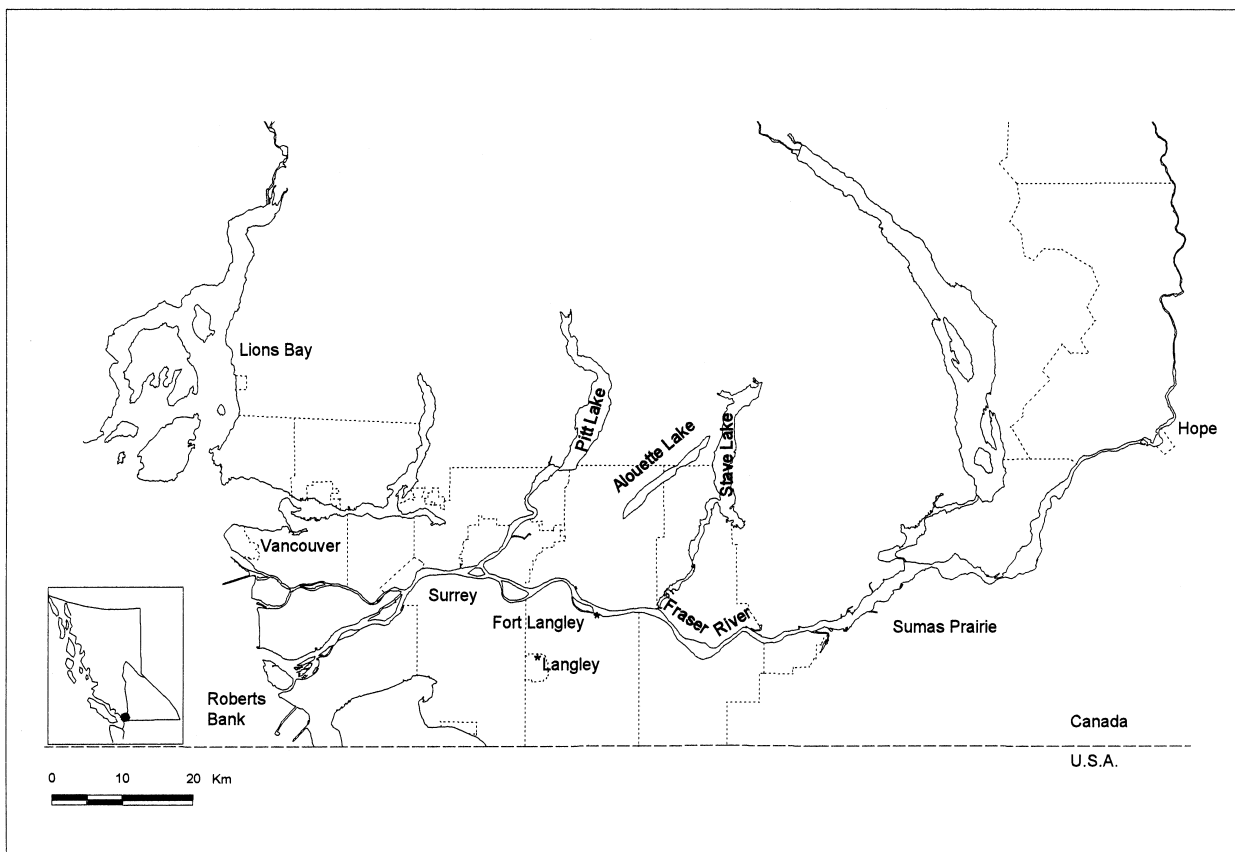 Lions Bay
Pitt Lake
Alouette Lake
Stave Lake
Hope
Vancouver
Surrey
Fort Langley
Fraser River
Sumas Prairie
Langley
Roberts
Bank
Canada
U.S.A.
0 10 20 Km